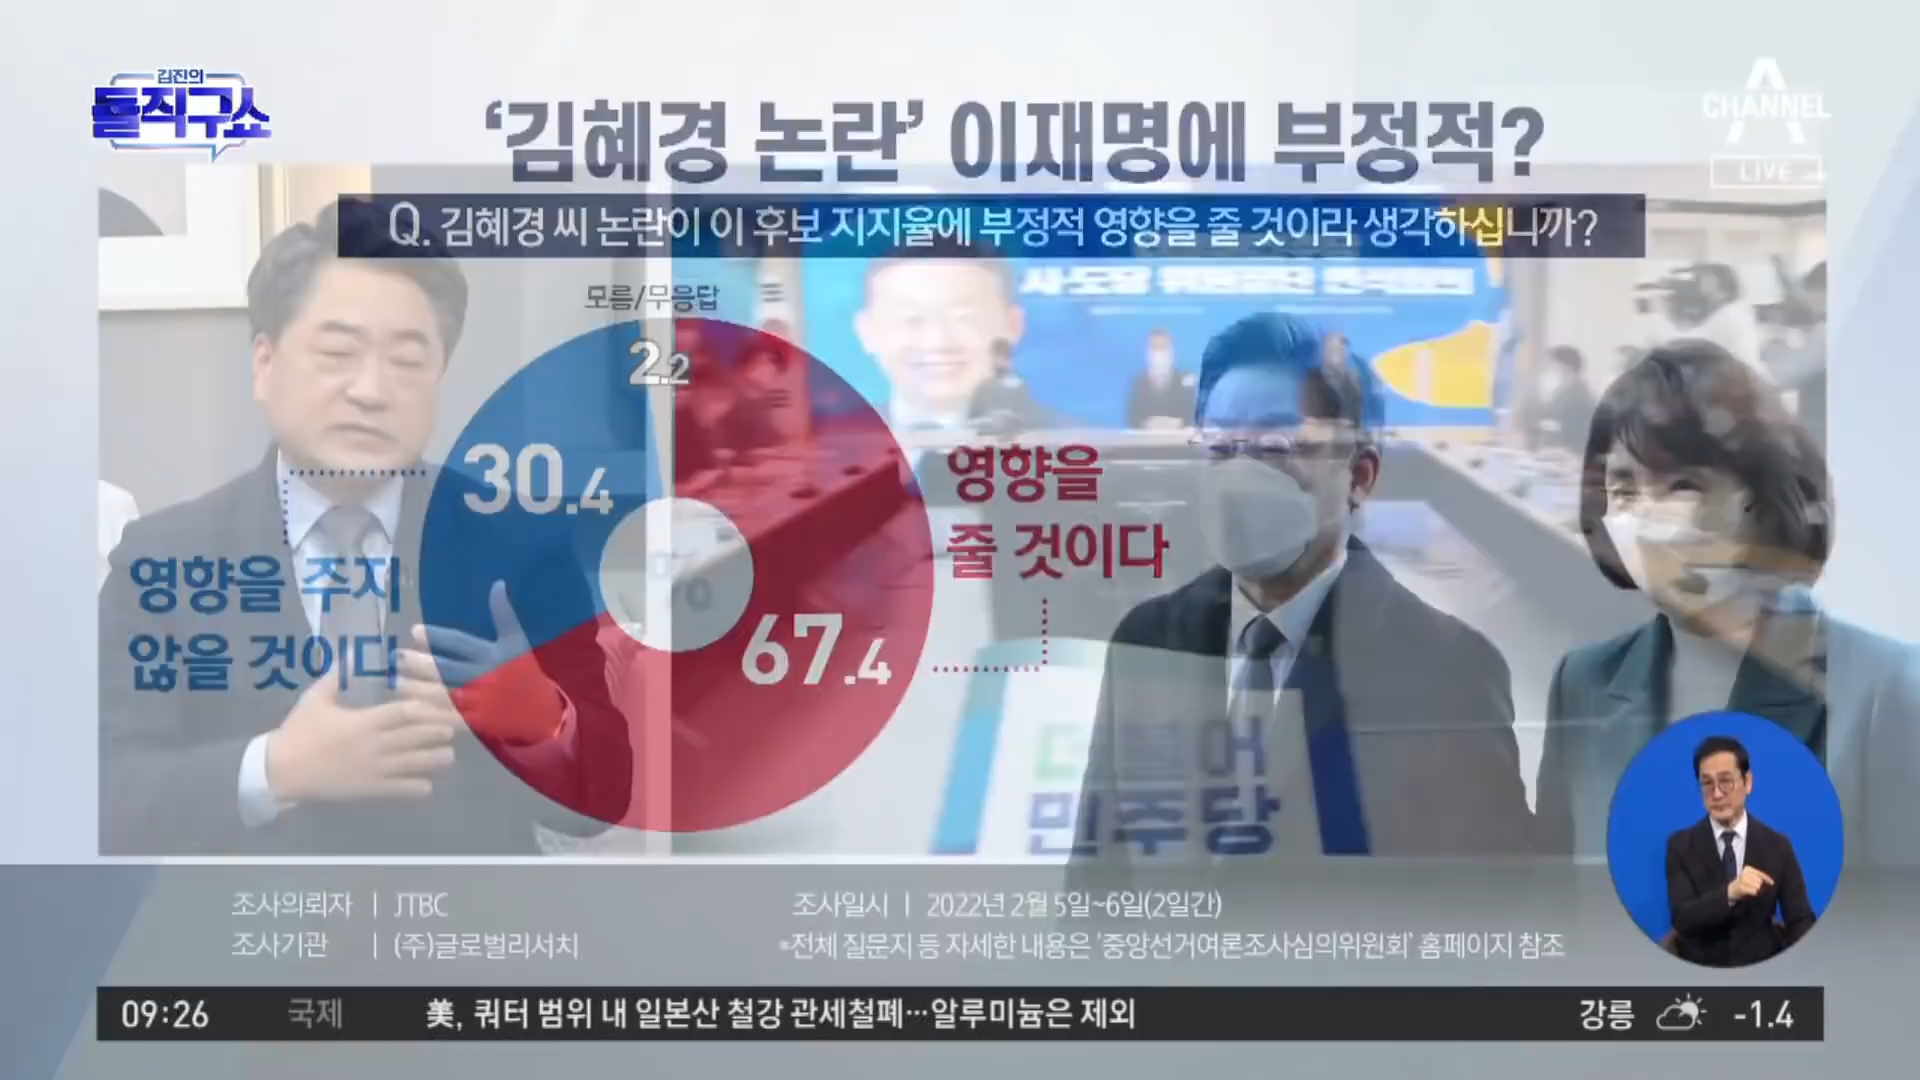 김진의
돌직구쇼
'김혜경 논란' 이재명에 부정적?
CHANNEL A
LIVE
Q. 김혜경 씨 논란이 이 후보 지지율에 부정적 영향을 줄 것이라 생각하십니까?
모름/무응답
2.2
30.4
영향을 주지
않을 것이다
%
영향을
줄 것이다
67.4
더불어
민주당
조사의뢰자 | JTBC
조사기관 | (주)글로벌리서치
조사일시 | 2022년 2월 5일~6일(2일간)
*전체 질문지 등 자세한 내용은 '중앙선거여론조사심의위원회' 홈페이지 참조
09:26 국제 美, 쿼터 범위 내 일본산 철강 관세철폐…알루미늄은 제외
강릉 -1.4